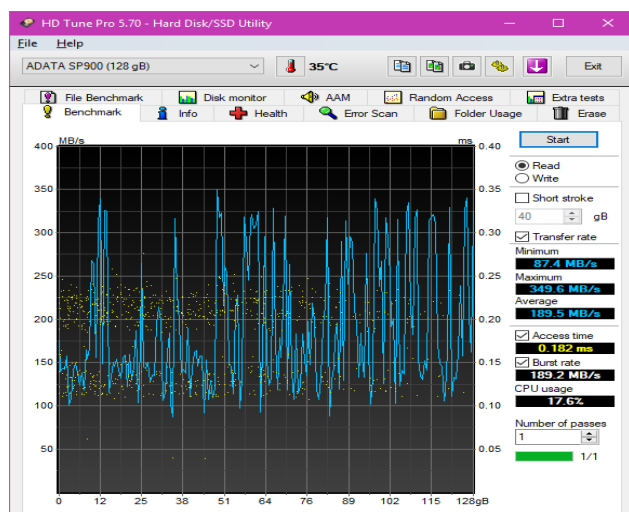 HD Tune Pro 5.70 - Hard Disk/SSD Utility
File Help
ADATA SP900 (128 gB) 35°C Exit
File Benchmark Disk monitor AAM Random Access Extra tests
Benchmark Info Health Error Scan Folder Usage Erase
MB/s ms
400 0.40
350 0.35
300 0.30
250 0.25
200 0.20
150 0.15
100 0.10
50 0.05
0 12 25 38 51 64 76 89 102 115 128gB
Start
Read
Write
Short stroke
40 gB
Transfer rate
Minimum
87.4 MB/s
Maximum
349.6 MB/s
Average
189.5 MB/s
Access time
0.182 ms
Burst rate
189.2 MB/s
CPU usage
17.6%
Number of passes
1
1/1